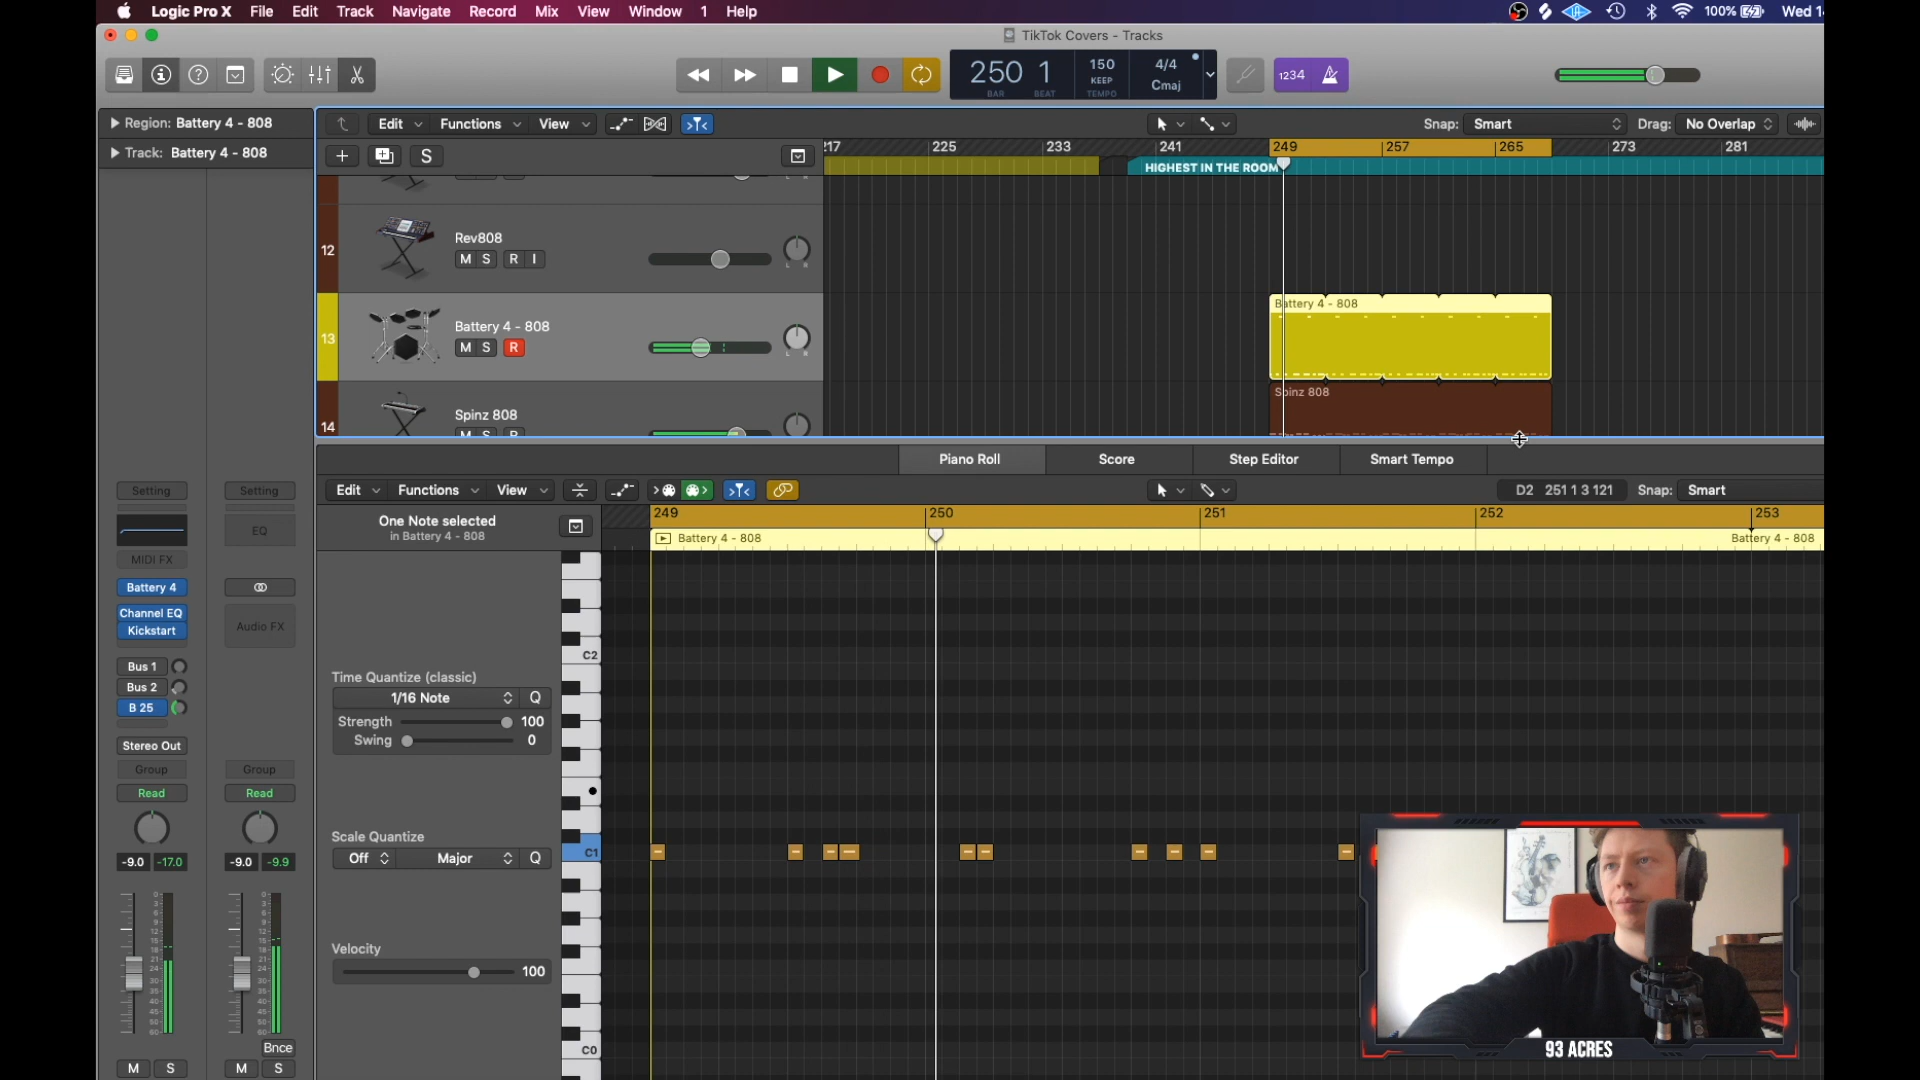 Logic Pro X File Edit Track Navigate Record Mix View Window 1 Help 100% Wed 1
TikTok Covers - Tracks
250 1 150 KEEP 4/4 Cmaj
BAR BEAT TEMPO
1234
Region: Battery 4 - 808
Track: Battery 4 - 808
Edit Functions View Snap: Smart Drag: No Overlap
S
217 225 233 241 249 257 265 273 281
HIGHEST IN THE ROOM
12 Rev808
M S R I
L R
13 Battery 4 - 808
M S R
L R
14 Spinz 808
M S R
Battery 4 - 808
Spinz 808
Piano Roll Score Step Editor Smart Tempo
Edit Functions View D2 251 1 3 121 Snap: Smart
249 250 251 252 253
One Note selected
in Battery 4 - 808
Battery 4 - 808 Battery 4 - 808
C2
Time Quantize (classic)
1/16 Note Q
Strength 100
Swing 0
C1
Scale Quantize
Off Major Q
Velocity
100
C0
Setting Setting
EQ
MIDI FX
Battery 4
Channel EQ
Kickstart
Audio FX
Bus 1
Bus 2
B 25
Stereo Out
Group Group
Read Read
-9.0 -17.0 -9.0 -9.9
Bnce
M S M S
93 ACRES